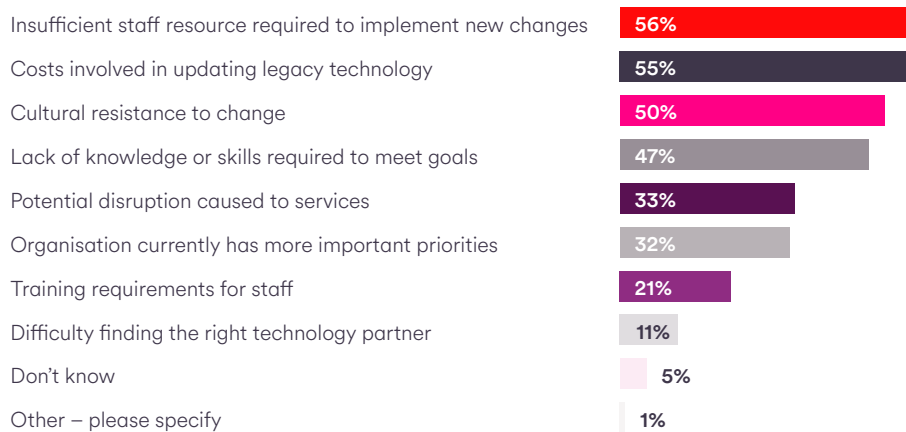 Insufficient staff resource required to implement new changes 56%
Costs involved in updating legacy technology 55%
Cultural resistance to change 50%
Lack of knowledge or skills required to meet goals 47%
Potential disruption caused to services 33%
Organisation currently has more important priorities 32%
Training requirements for staff 21%
Difficulty finding the right technology partner 11%
Don’t know 5%
Other – please specify 1%